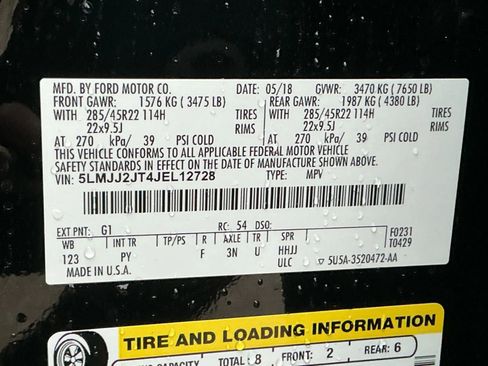 MFD. BY FORD MOTOR CO. 05/18 GVWR: 3470 KG ( 7650 LB)
FRONT GAWR: 1576 KG ( 3475 LB) REAR GAWR: 1987 KG ( 4380 LB)
WITH 285/45R22 114H TIRES WITH 285/45R22 114H TIRES
22x9.5J RIMS 22x9.5J RIMS
AT 270 kPa/ 39 PSI COLD AT 270 kPa/ 39 PSI COLD
THIS VEHICLE CONFORMS TO ALL APPLICABLE FEDERAL MOTOR VEHICLE
SAFETY STANDARDS IN EFFECT ON THE DATE OF MANUFACTURE SHOWN ABOVE.
VIN: 5LMJJ2JT4JEL12728 TYPE: MPV
EXT PNT: G1 RC: 54 DSO: F0231
WB INT TR TP/PS R AXLE TR SPR T0429
123 PY F 3N U HHJJ
MADE IN U.S.A. ULC ▽ 5U5A-3520472-AA
TIRE AND LOADING INFORMATION
CAPACITY TOTAL: 8 FRONT: 2 REAR: 6